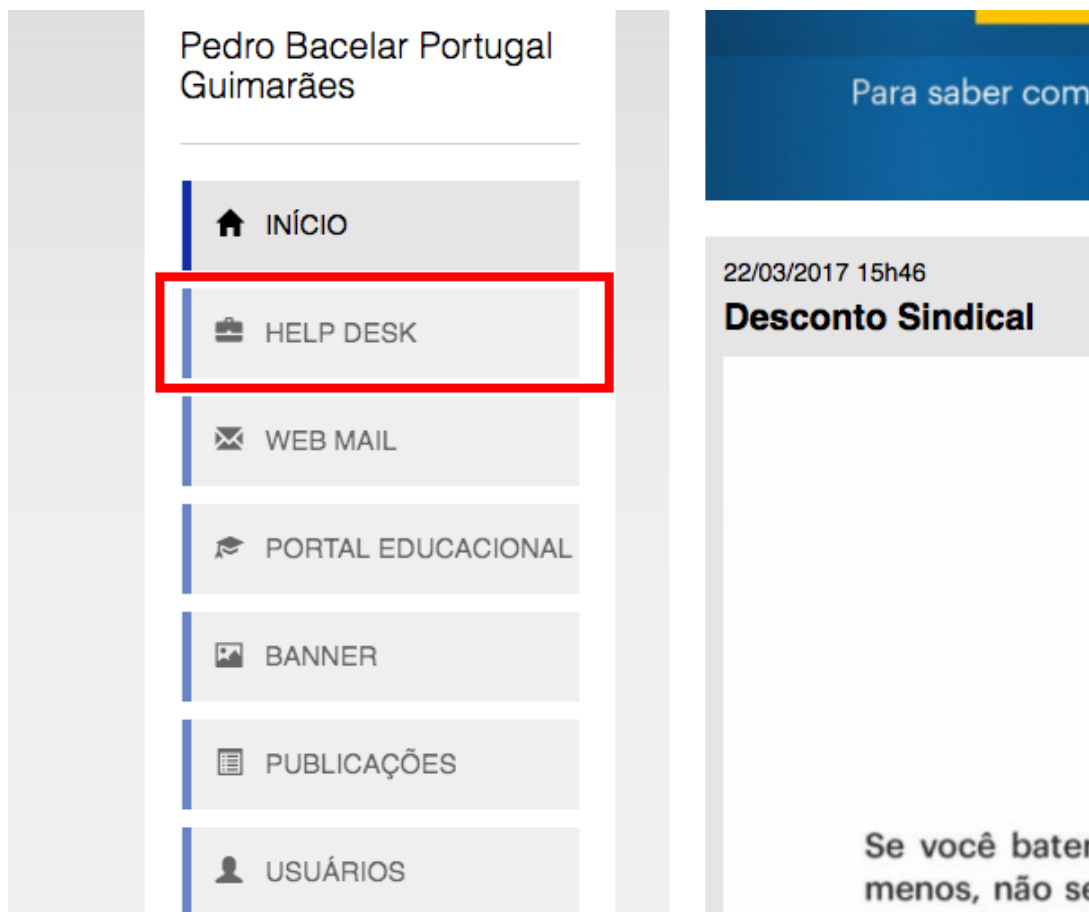 Pedro Bacelar Portugal
Guimarães
INÍCIO
HELP DESK
WEB MAIL
PORTAL EDUCACIONAL
BANNER
PUBLICAÇÕES
USUÁRIOS
Para saber com
22/03/2017 15h46
Desconto Sindical
Se você bater
menos, não se